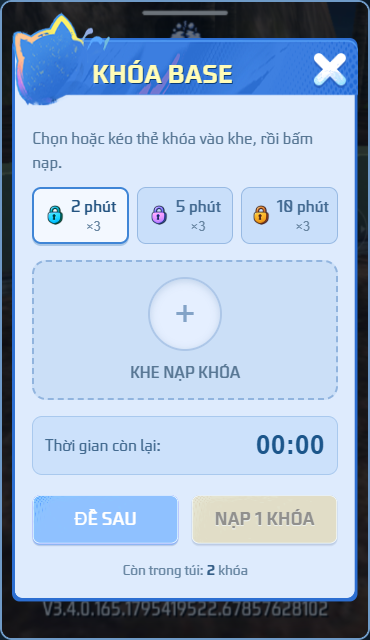 KHÓA BASE
Chọn hoặc kéo thẻ khóa vào khe, rồi bấm
nạp.
2 phút
×3
5 phút
×3
10 phút
×3
+
KHE NẠP KHÓA
Thời gian còn lại:
00:00
ĐỂ SAU
NẠP 1 KHÓA
Còn trong túi: 2 khóa
V3.4.0.165.1795419522.67857628102